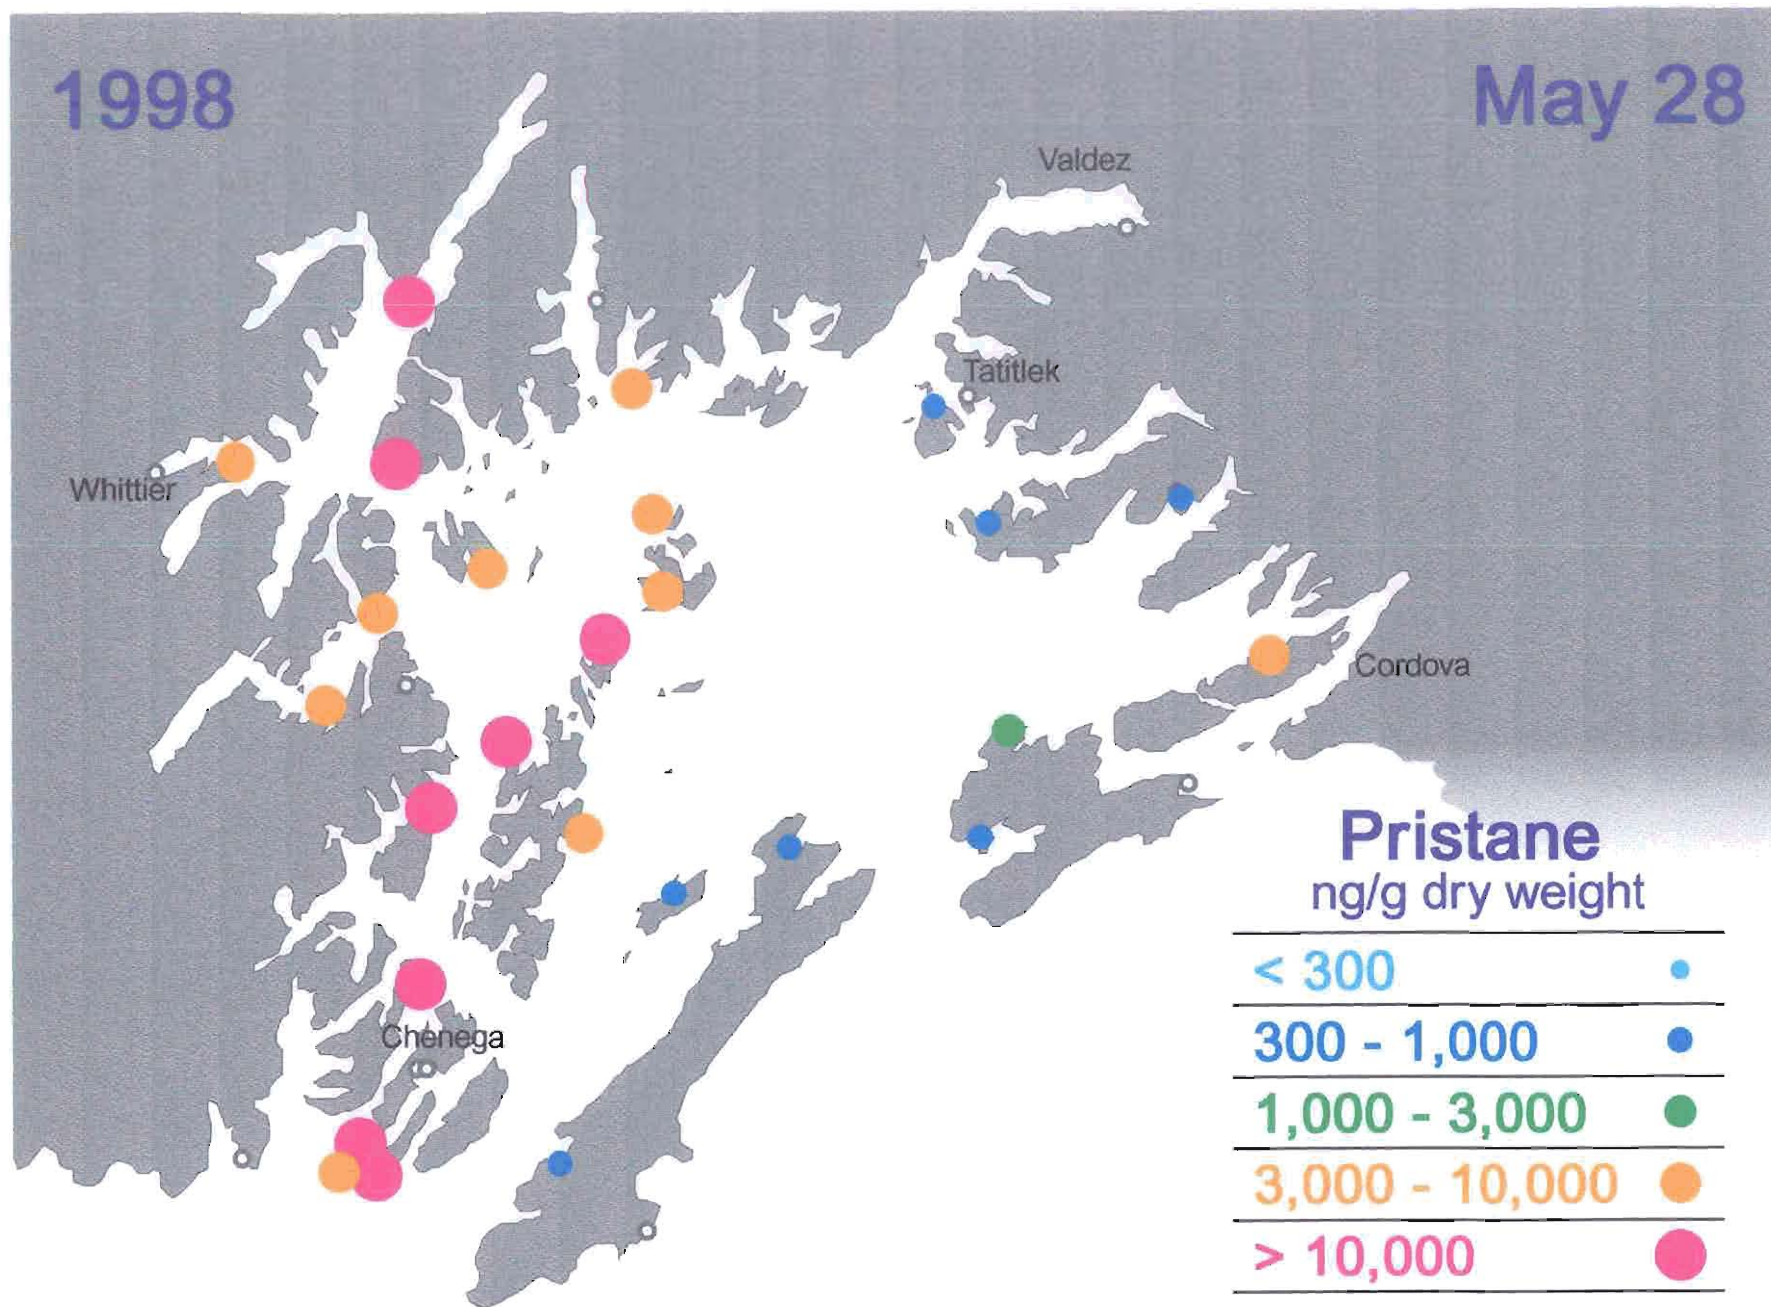 1998
May 28
Valdez
Tatitlek
Whittier
Cordova
Chenega
Pristane
ng/g dry weight
< 300
300 - 1,000
1,000 - 3,000
3,000 - 10,000
> 10,000